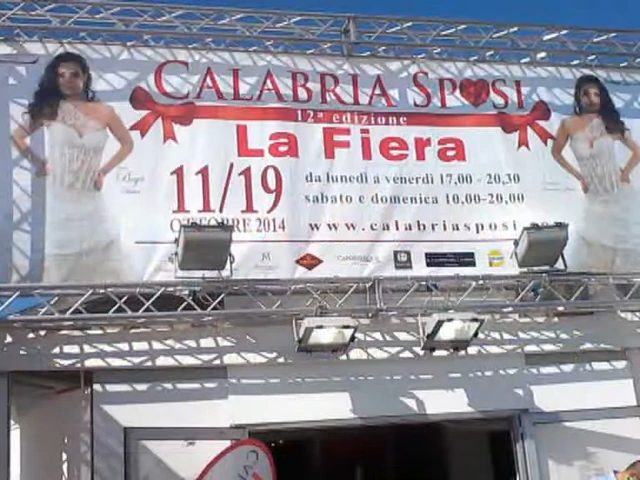 CALABRIA SPOSI
12ª edizione
La Fiera
11/19
OTTOBRE 2014
da lunedì a venerdì 17,00 - 20,30
sabato e domenica 10,00-20,00
www.calabriasposi